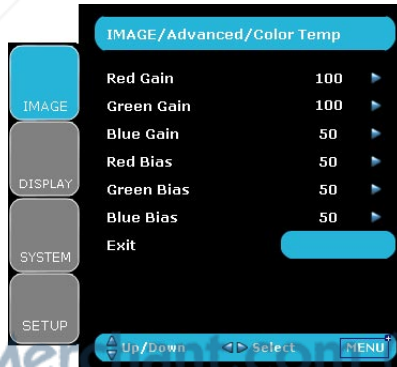 IMAGE/Advanced/Color Temp
IMAGE
DISPLAY
SYSTEM
SETUP
Red Gain 100
Green Gain 100
Blue Gain 50
Red Bias 50
Green Bias 50
Blue Bias 50
Exit
Up/Down Select MENU